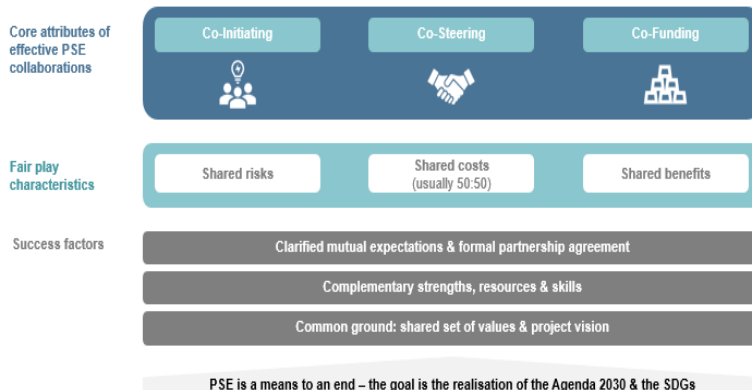 Core attributes of
effective PSE
collaborations
Co-Initiating
Co-Steering
Co-Funding
Fair play
characteristics
Shared risks
Shared costs
(usually 50:50)
Shared benefits
Success factors
Clarified mutual expectations & formal partnership agreement
Complementary strengths, resources & skills
Common ground: shared set of values & project vision
PSE is a means to an end – the goal is the realisation of the Agenda 2030 & the SDGs